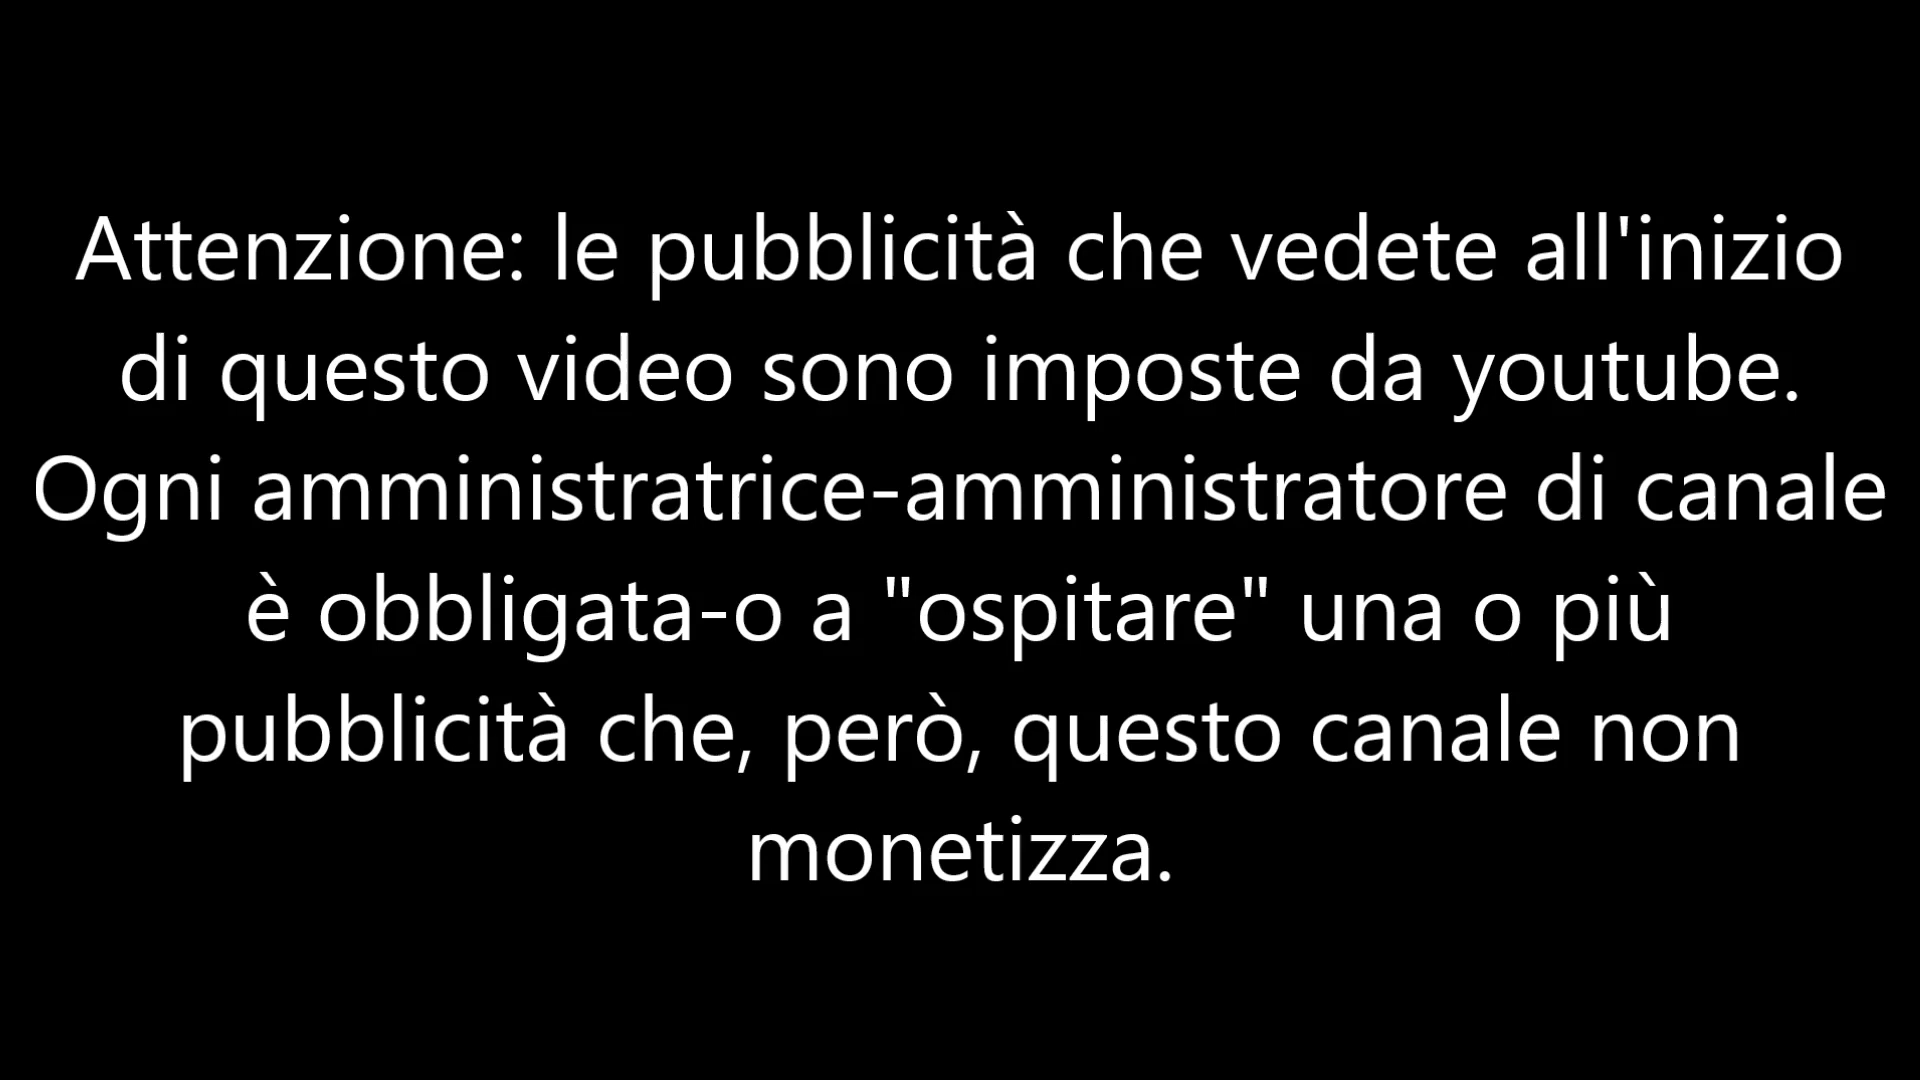 Attenzione: le pubblicità che vedete all'inizio
di questo video sono imposte da youtube.
Ogni amministratrice-amministratore di canale
è obbligata-o a "ospitare" una o più
pubblicità che, però, questo canale non
monetizza.